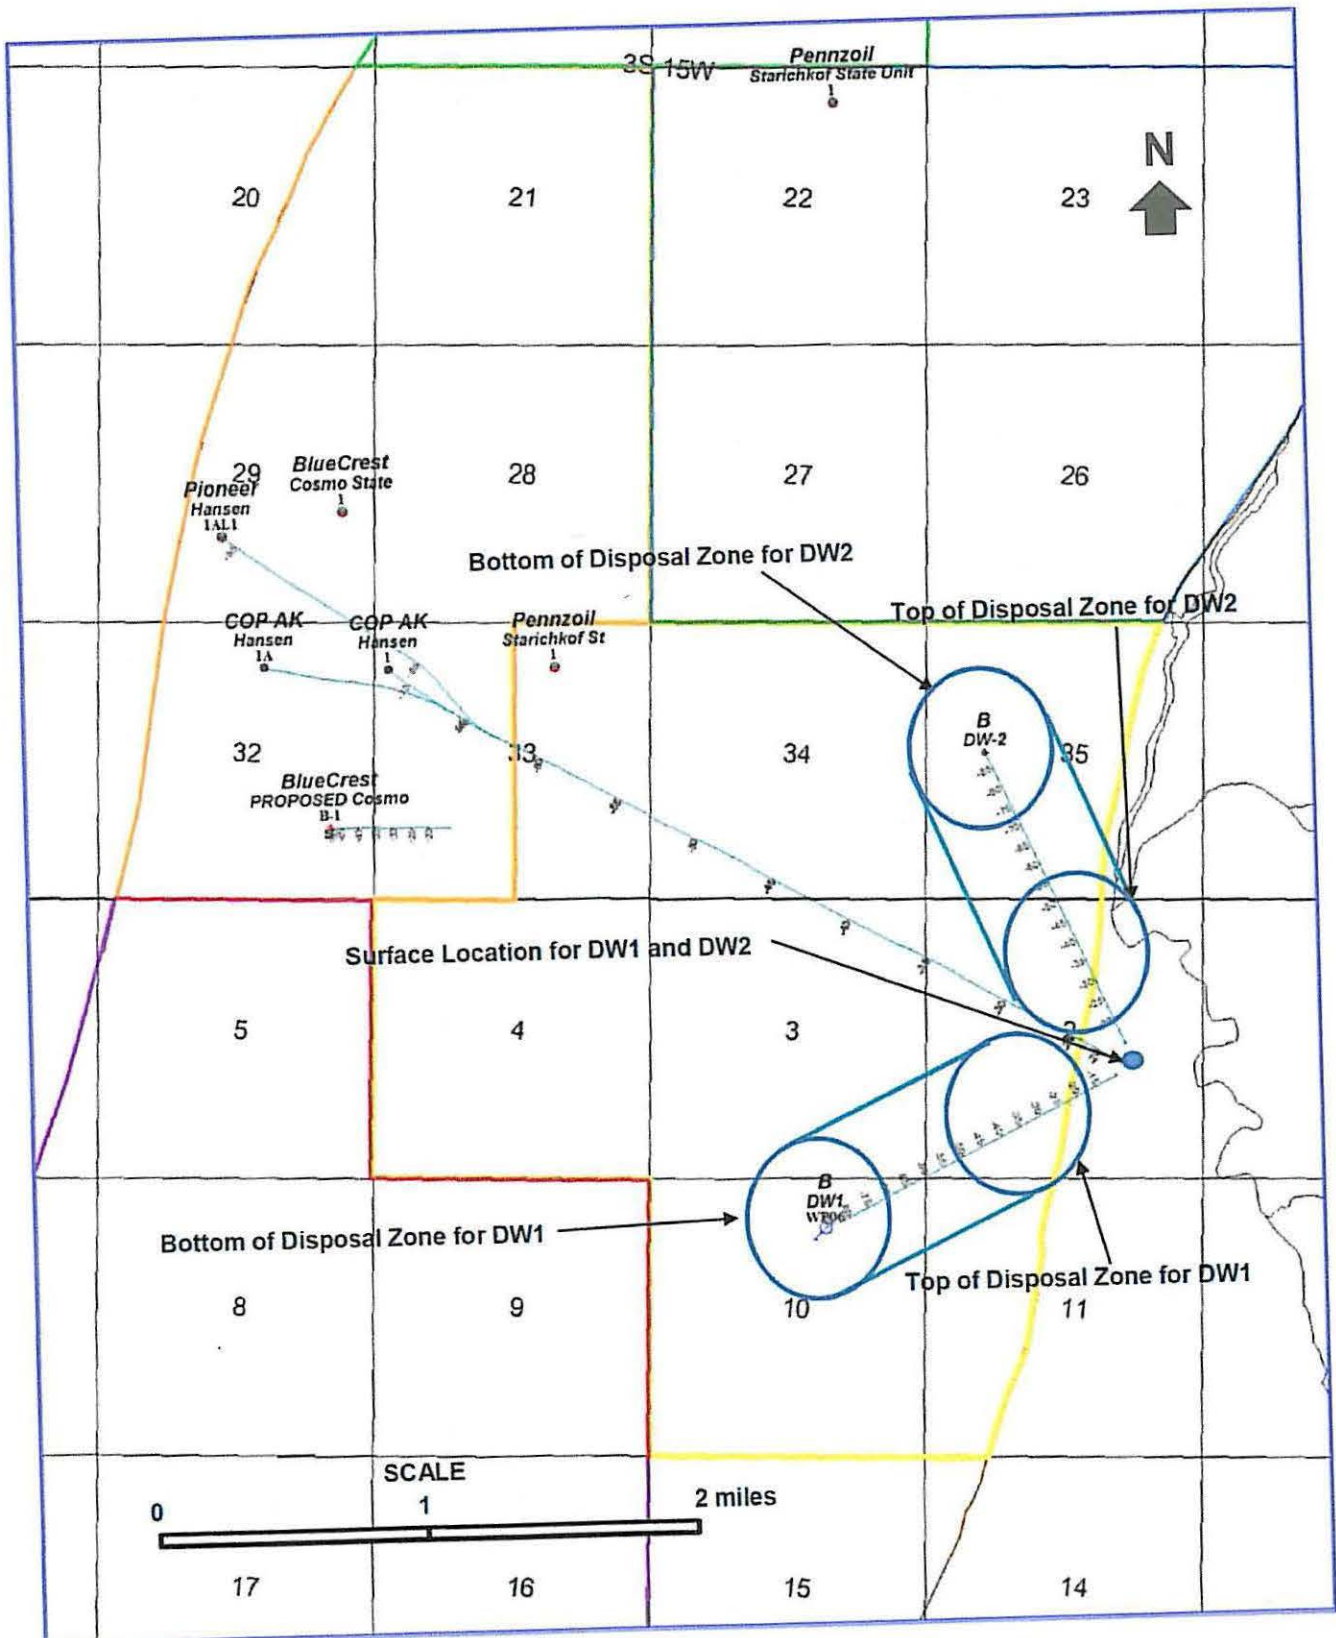 3S 15W
Pennzoil
Starichkof State Unit
1
N
20
21
22
23
29
BlueCrest
Cosmo State
1
28
27
26
Pioneer
Hansen
1AL1
Bottom of Disposal Zone for DW2
Top of Disposal Zone for DW2
COP AK
Hansen
1A
COP AK
Hansen
1
Pennzoil
Starichkof St
1
32
33
34
B
DW-2
35
BlueCrest
PROPOSED Cosmo
B-1
Surface Location for DW1 and DW2
5
4
3
2
B
DW1
WP06
Bottom of Disposal Zone for DW1
Top of Disposal Zone for DW1
8
9
10
11
SCALE
0
1
2 miles
17
16
15
14